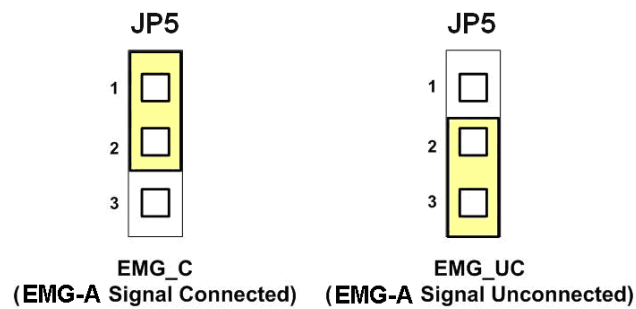 JP5
1
2
3
EMG_C
(EMG-A Signal Connected)
JP5
1
2
3
EMG_UC
(EMG-A Signal Unconnected)